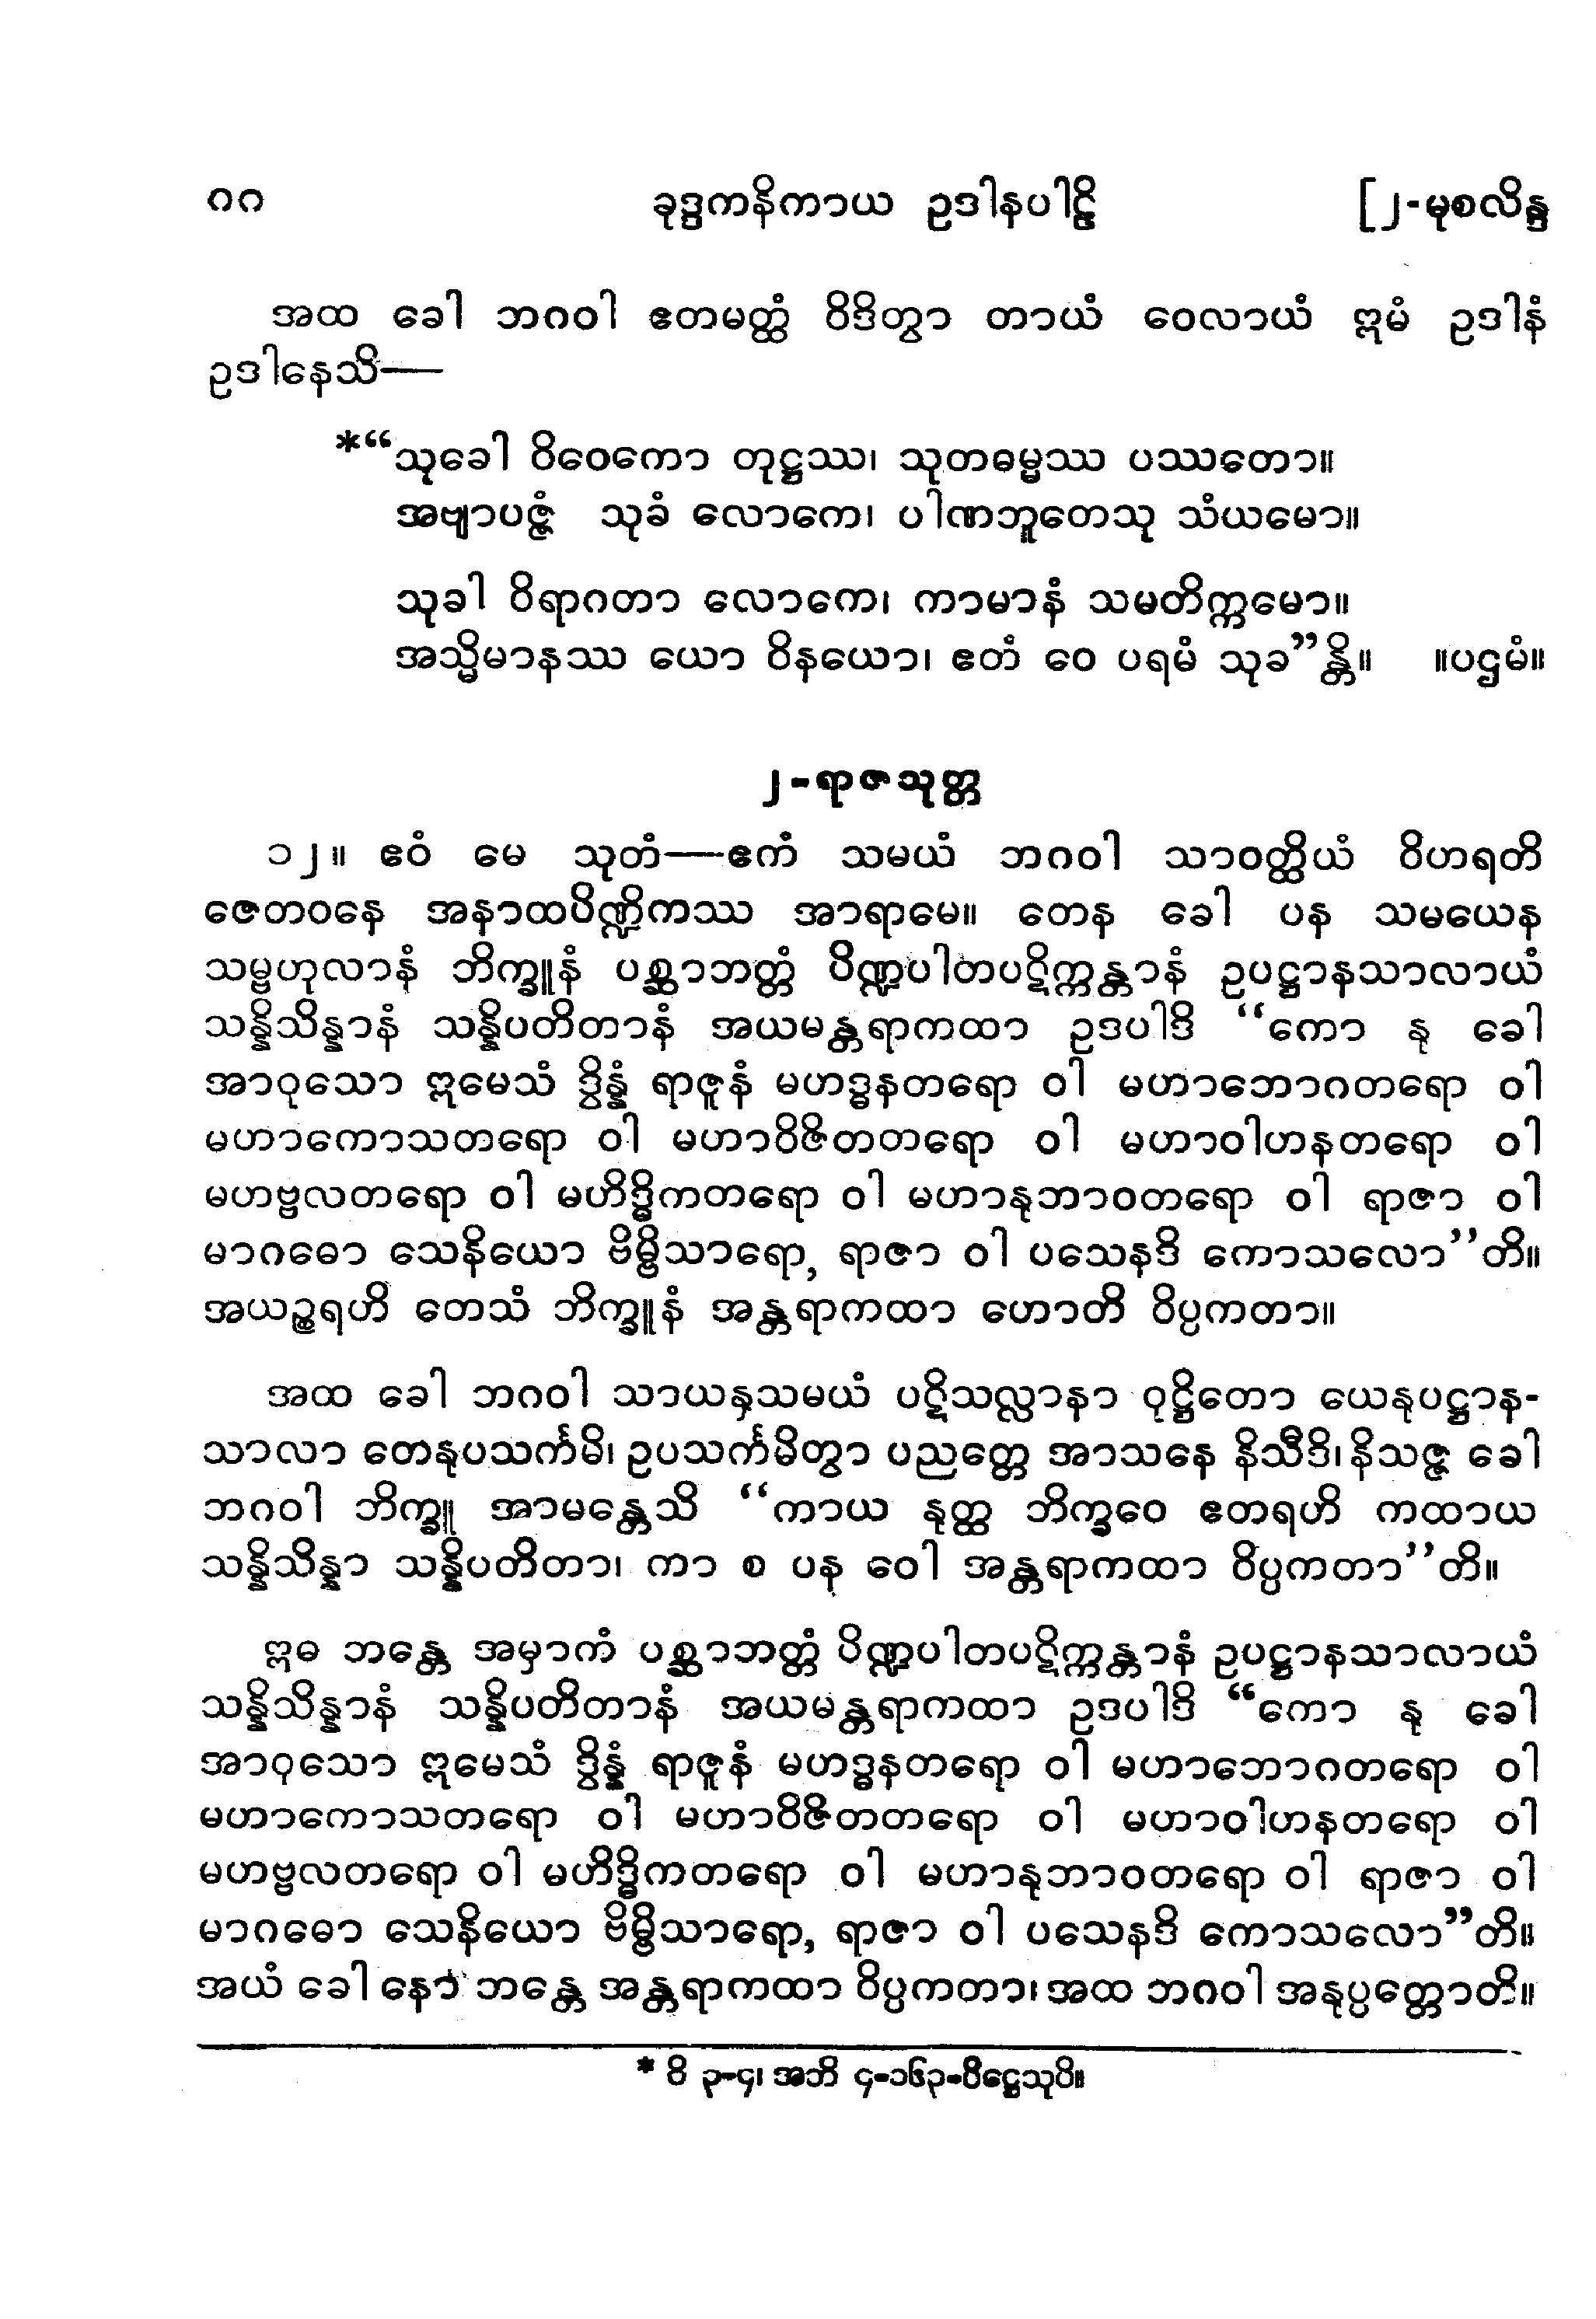 ၈၈ ခုဒ္ဒကနိကာယ ဥဒါနပါဠိ [၂-မုစလိန္ဒ
အထ ခေါ ဘဂဝါ ဧတမတ္ထံ ဝိဒိတွာ တာယံ ဝေလာယံ ဣမံ ဥဒါနံ
ဥဒါနေသိ—
*“သုခေါ ဝိဝေကော တုဋ္ဌဿ၊ သုတဓမ္မဿ ပဿတော။
အဗျာပဇ္ဇံ သုခံ လောကေ၊ ပါဏဘူတေသု သံယမော။
သုခါ ဝိရာဂတာ လောကေ၊ ကာမာနံ သမတိက္ကမော။
အသ္မိမာနဿ ယော ဝိနယော၊ ဧတံ ဝေ ပရမံ သုခ”န္တိ။ ။ပဌမံ။
၂-ရာဇသုတ္တ
၁၂။ ဧဝံ မေ သုတံ—ဧကံ သမယံ ဘဂဝါ သာဝတ္ထိယံ ဝိဟရတိ
ဇေတဝနေ အနာထပိဏ္ဍိကဿ အာရာမေ။ တေန ခေါ ပန သမယေန
သမ္ဗဟုလာနံ ဘိက္ခူနံ ပစ္ဆာဘတ္တံ ပိဏ္ဍပါတပဋိက္ကန္တာနံ ဥပဋ္ဌာနသာလာယံ
သန္နိသိန္နာနံ သန္နိပတိတာနံ အယမန္တရာကထာ ဥဒပါဒိ “ကော နု ခေါ
အာဝုသော ဣမေသံ ဒွိန္နံ ရာဇူနံ မဟဒ္ဓနတရော ဝါ မဟာဘောဂတရော ဝါ
မဟာကောသတရော ဝါ မဟာဝိဇိတတရော ဝါ မဟာဝါဟနတရော ဝါ
မဟဗ္ဗလတရော ဝါ မဟိဒ္ဓိကတရော ဝါ မဟာနုဘာဝတရော ဝါ ရာဇာ ဝါ
မာဂဓော သေနိယော ဗိမ္ဗိသာရော, ရာဇာ ဝါ ပသေနဒိ ကောသလော”တိ။
အယဉ္စရဟိ တေသံ ဘိက္ခူနံ အန္တရာကထာ ဟောတိ ဝိပ္ပကတာ။
အထ ခေါ ဘဂဝါ သာယနှသမယံ ပဋိသလ္လာနာ ဝုဋ္ဌိတော ယေနုပဋ္ဌာန-
သာလာ တေနုပသင်္ကမိ၊ ဥပသင်္ကမိတွာ ပညတ္တေ အာသနေ နိသီဒိ၊ နိသဇ္ဇ ခေါ
ဘဂဝါ ဘိက္ခူ အာမန္တေသိ “ကာယ နုတ္ထ ဘိက္ခဝေ ဧတရဟိ ကထာယ
သန္နိသိန္နာ သန္နိပတိတာ၊ ကာ စ ပန ဝေါ အန္တရာကထာ ဝိပ္ပကတာ”တိ။
ဣဓ ဘန္တေ အမှာကံ ပစ္ဆာဘတ္တံ ပိဏ္ဍပါတပဋိက္ကန္တာနံ ဥပဋ္ဌာနသာလာယံ
သန္နိသိန္နာနံ သန္နိပတိတာနံ အယမန္တရာကထာ ဥဒပါဒိ “ကော နု ခေါ
အာဝုသော ဣမေသံ ဒွိန္နံ ရာဇူနံ မဟဒ္ဓနတရော ဝါ မဟာဘောဂတရော ဝါ
မဟာကောသတရော ဝါ မဟာဝိဇိတတရော ဝါ မဟာဝါဟနတရော ဝါ
မဟဗ္ဗလတရော ဝါ မဟိဒ္ဓိကတရော ဝါ မဟာနုဘာဝတရော ဝါ ရာဇာ ဝါ
မာဂဓော သေနိယော ဗိမ္ဗိသာရော, ရာဇာ ဝါ ပသေနဒိ ကောသလော”တိ။
အယံ ခေါ နော ဘန္တေ အန္တရာကထာ ဝိပ္ပကတာ၊ အထ ဘဂဝါ အနုပ္ပတ္တောတိ။
* ဝိ ၃-၄၊ အဘိ ၄-၁၆၃-ပိဋ္ဌေသုပိ။